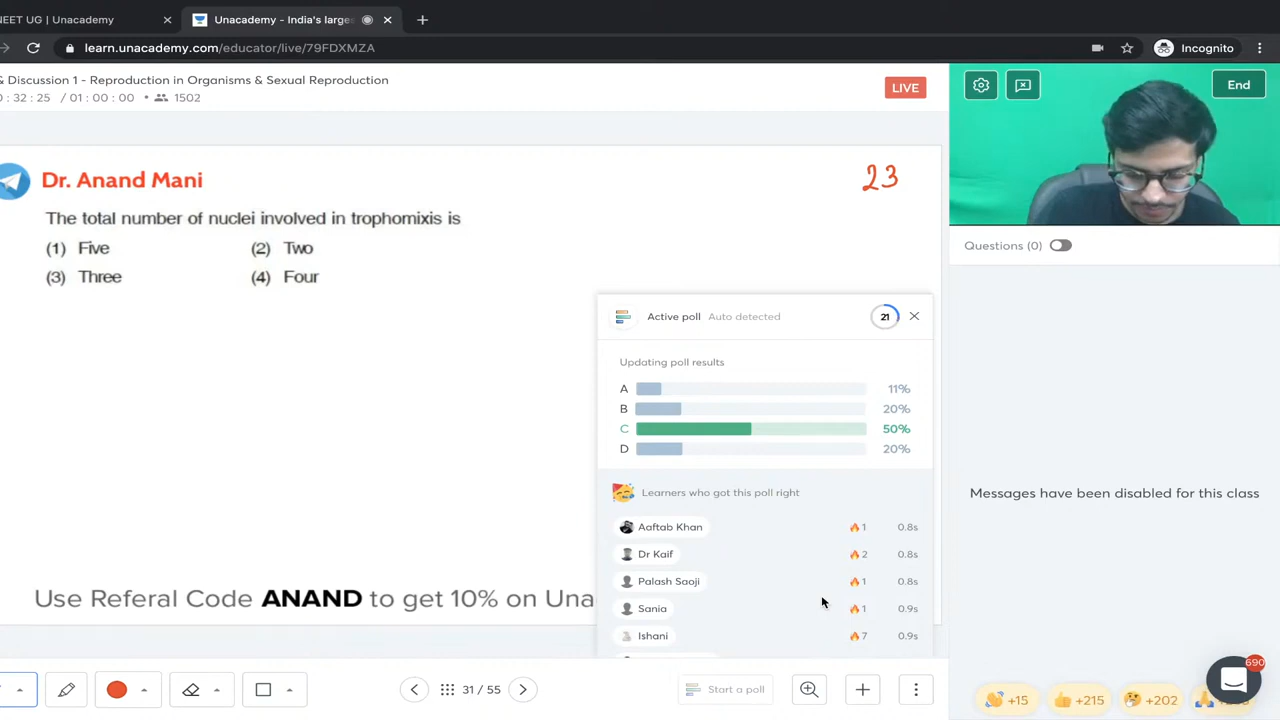 NEET UG | Unacademy
Unacademy - India's large
learn.unacademy.com/educator/live/79FDXMZA
Incognito
& Discussion 1 - Reproduction in Organisms & Sexual Reproduction
0 : 32 : 25 / 01 : 00 : 00 • 1502
LIVE
End
Dr. Anand Mani
23
The total number of nuclei involved in trophomixis is
(1) Five (2) Two
(3) Three (4) Four
Questions (0)
Active poll Auto detected 21
Updating poll results
A 11%
B 20%
C 50%
D 20%
Learners who got this poll right
Aaftab Khan 1 0.8s
Dr Kaif 2 0.8s
Palash Saoji 1 0.8s
Sania 1 0.9s
Ishani 7 0.9s
Messages have been disabled for this class
Use Referal Code ANAND to get 10% on Una
31 / 55
Start a poll
690
+15 +215 +202